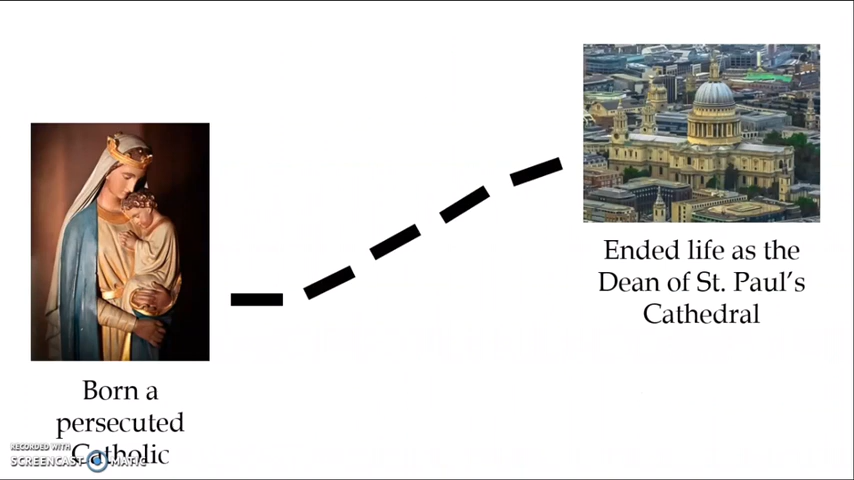 Ended life as the
Dean of St. Paul's
Cathedral
Born a
persecuted
Catholic
RECORDED WITH
SCREENCAST-O-MATIC